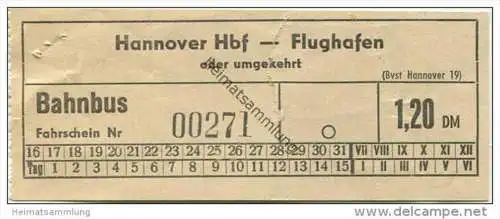 Hannover Hbf — Flughafen
oder umgekehrt
(Bvst Hannover 19)
Bahnbus
Fahrschein Nr 00271
1,20 DM
16 17 18 19 20 21 22 23 24 25 26 27 28 29 30 31 VII VIII IX X XI XII
Tag 1 2 3 4 5 6 7 8 9 10 11 12 13 14 15 I II III IV V VI
heimatsammlung.de
Heimatsammlung